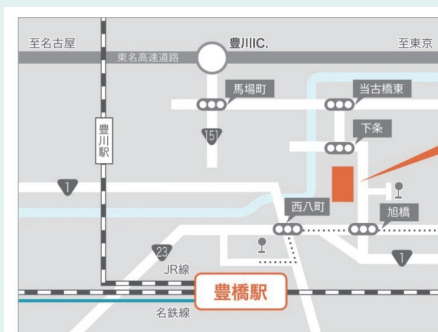 至名古屋
豊川IC.
至東京
東名高速道路
馬場町
当古橋東
151
下条
豊川駅
1
西八町
旭橋
23
1
JR線
豊橋駅
名鉄線